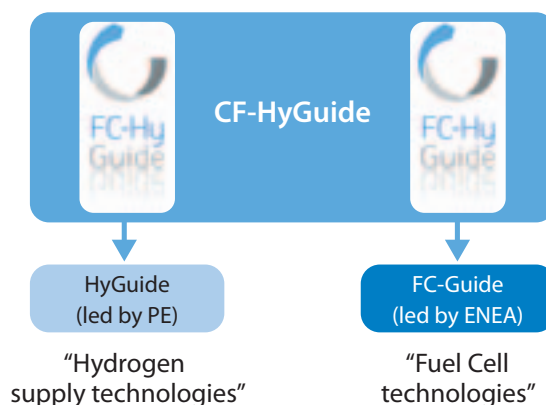 FC-Hy
Guide
CF-HyGuide
FC-Hy
Guide
HyGuide
(led by PE)
FC-Guide
(led by ENEA)
“Hydrogen
supply technologies”
“Fuel Cell
technologies”